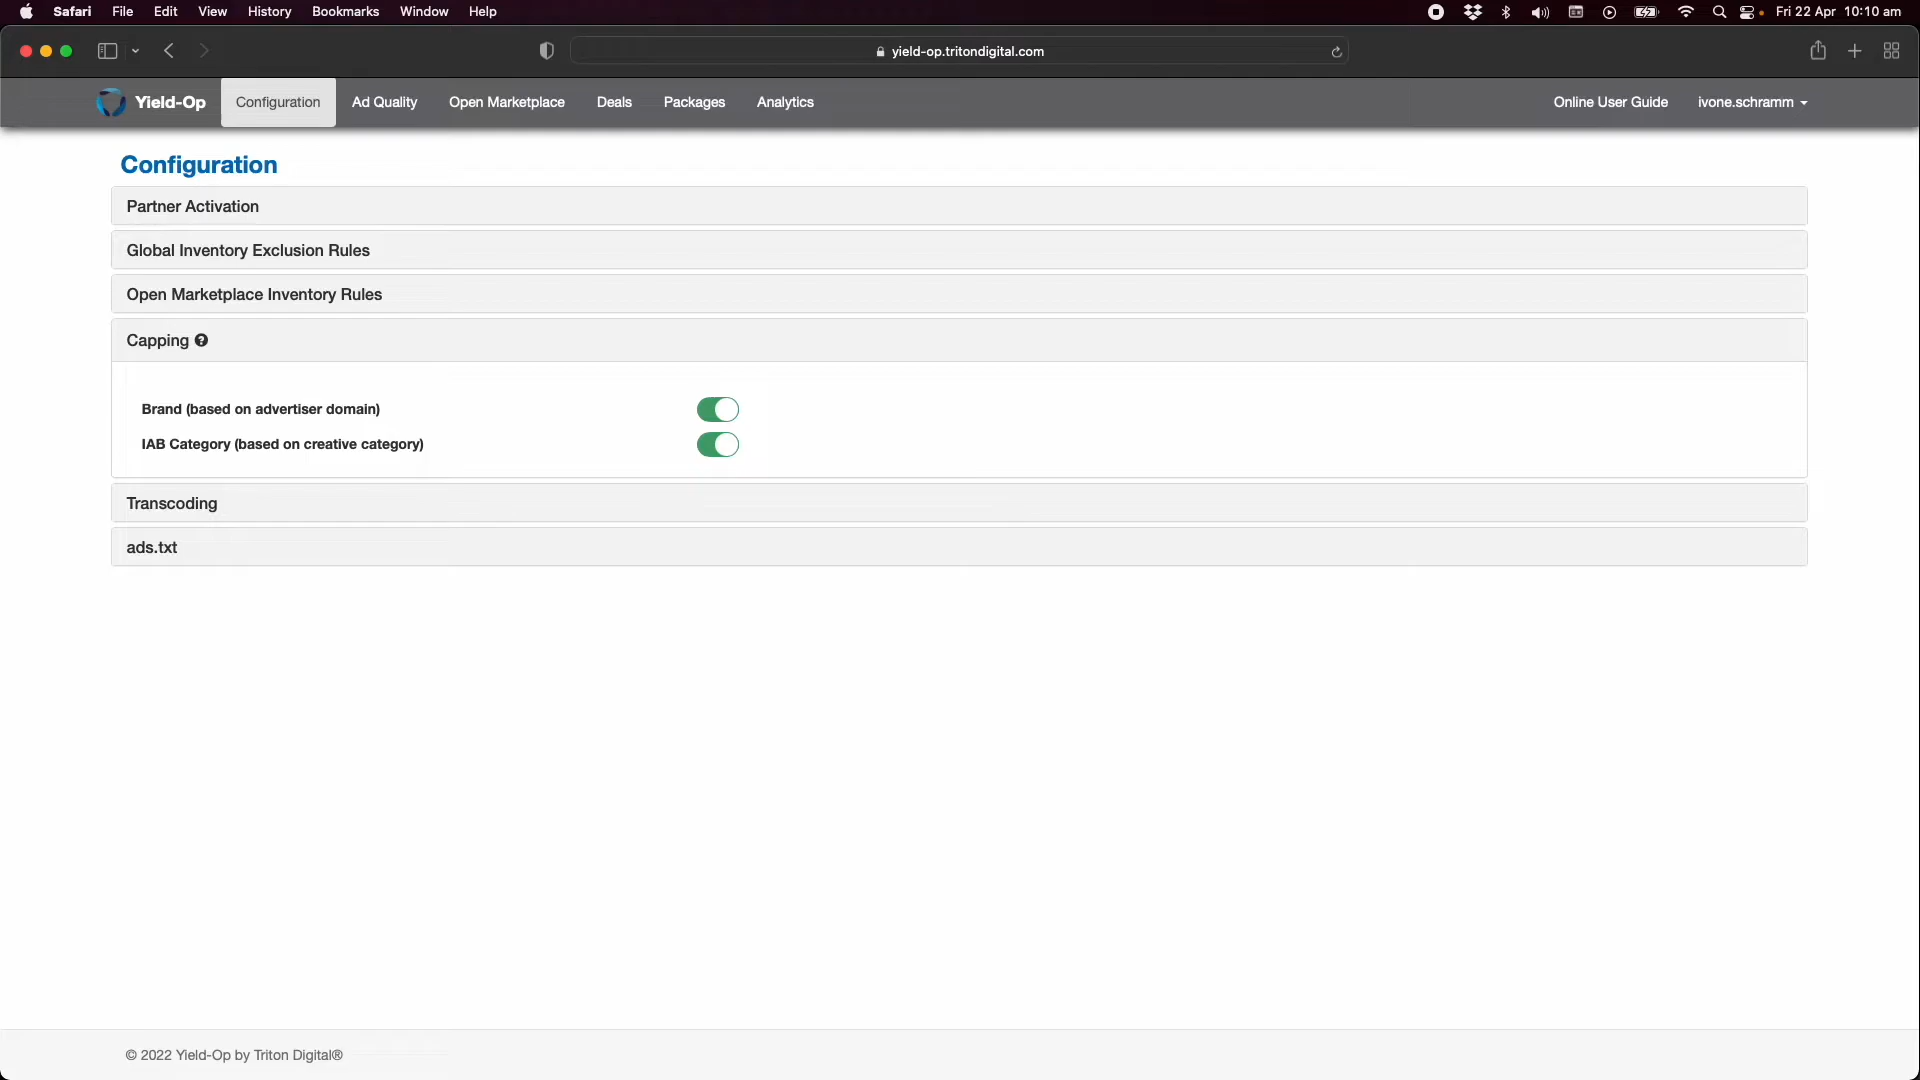 Safari File Edit View History Bookmarks Window Help Fri 22 Apr 10:10 am
yield-op.tritondigital.com
Yield-Op Configuration Ad Quality Open Marketplace Deals Packages Analytics Online User Guide ivone.schramm
Configuration
Partner Activation
Global Inventory Exclusion Rules
Open Marketplace Inventory Rules
Capping ?
Brand (based on advertiser domain)
IAB Category (based on creative category)
Transcoding
ads.txt
© 2022 Yield-Op by Triton Digital®